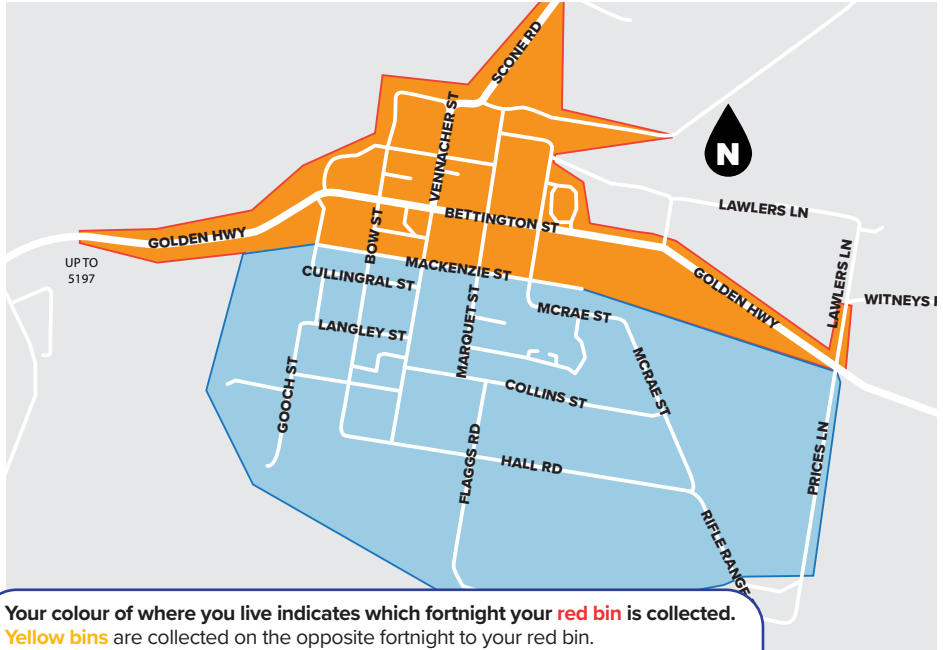 SCONE RD
VENNACHER ST
N
LAWLERS LN
BETTINGTON ST
BOW ST
GOLDEN HWY
UP TO
5197
MACKENZIE ST
CULLINGRAL ST
GOLDEN HWY
LAWLERS LN
WITNEYS
MARQUET ST
MCRAE ST
LANGLEY ST
MCRAE ST
GOOCH ST
COLLINS ST
FLAGGS RD
HALL RD
PRICES LN
RIFLE RANGE
Your colour of where you live indicates which fortnight your red bin is collected.
Yellow bins are collected on the opposite fortnight to your red bin.